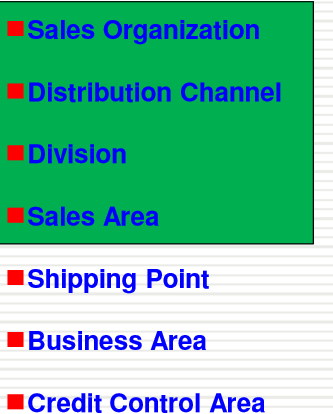 Sales Organization
Distribution Channel
Division
Sales Area
Shipping Point
Business Area
Credit Control Area